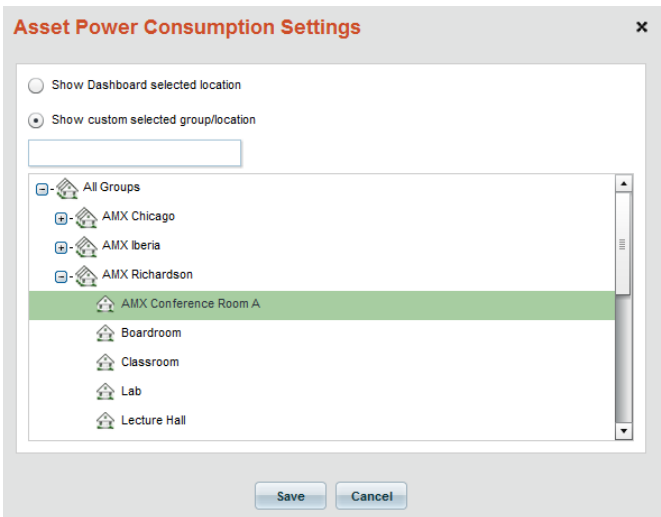 Asset Power Consumption Settings
Show Dashboard selected location
Show custom selected group/location
All Groups
AMX Chicago
AMX Iberia
AMX Richardson
AMX Conference Room A
Boardroom
Classroom
Lab
Lecture Hall
Save Cancel